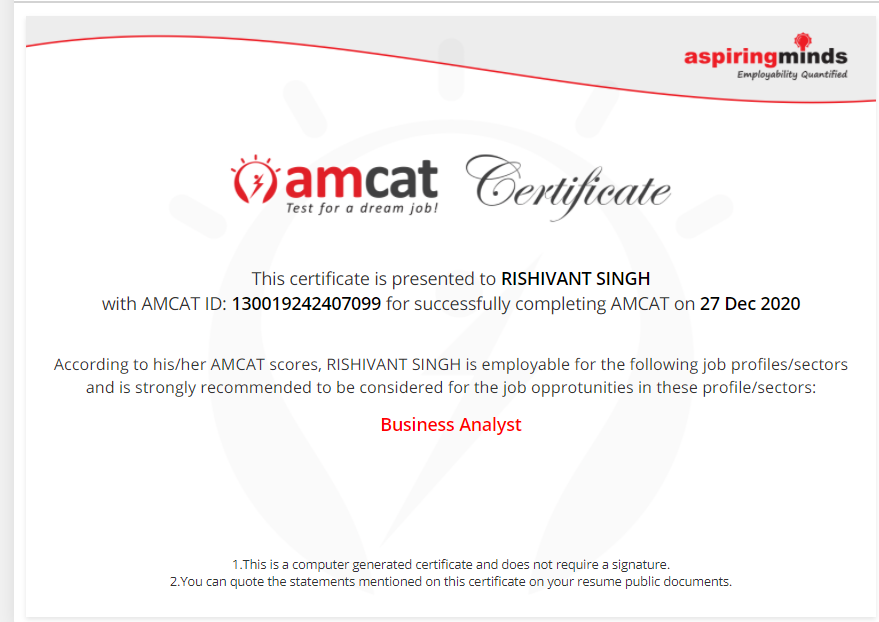 aspiringminds
Employability Quantified
amcat Certificate
Test for a dream job!
This certificate is presented to RISHIVANT SINGH
with AMCAT ID: 130019242407099 for successfully completing AMCAT on 27 Dec 2020
According to his/her AMCAT scores, RISHIVANT SINGH is employable for the following job profiles/sectors
and is strongly recommended to be considered for the job opprotunities in these profile/sectors:
Business Analyst
1.This is a computer generated certificate and does not require a signature.
2.You can quote the statements mentioned on this certificate on your resume public documents.